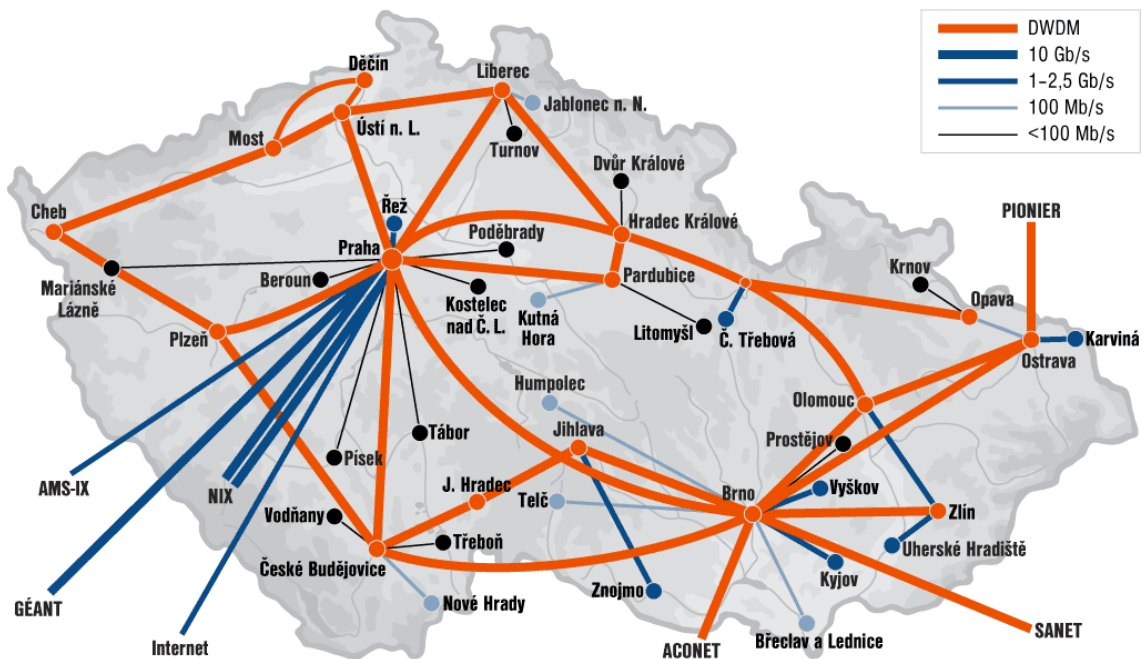 DWDM
10 Gb/s
1–2,5 Gb/s
100 Mb/s
<100 Mb/s
Děčín
Liberec
Jablonec n. N.
Ústí n. L.
Most
Turnov
Dvůr Králové
Cheb
Řež
Hradec Králové
PIONIER
Praha
Poděbrady
Mariánské
Lázně
Beroun
Pardubice
Krnov
Kostelec
nad Č. L.
Kutná
Hora
Opava
Plzeň
Litomyšl
Č. Třebová
Karviná
Ostrava
Humpolec
Olomouc
Tábor
Jihlava
Prostějov
Písek
AMS-IX
NIX
J. Hradec
Telč
Brno
Vyškov
Zlín
Vodňany
Třeboň
Uherské Hradiště
České Budějovice
Kyjov
Znojmo
Nové Hrady
GÉANT
Internet
ACONET
Břeclav a Lednice
SANET